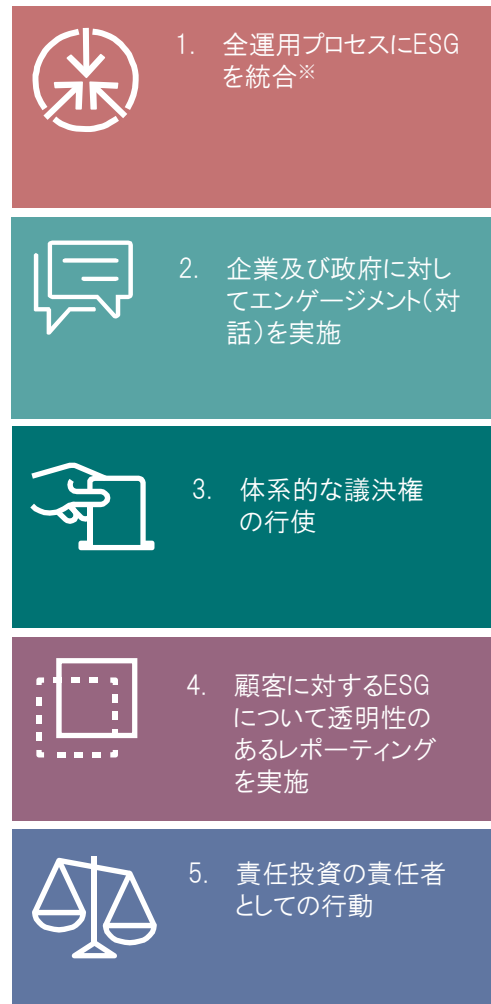 1. 全運用プロセスにESG
を統合※
2. 企業及び政府に対し
てエンゲージメント(対
話)を実施
3. 体系的な議決権
の行使
4. 顧客に対するESG
について透明性の
あるレポーティング
を実施
5. 責任投資の責任者
としての行動